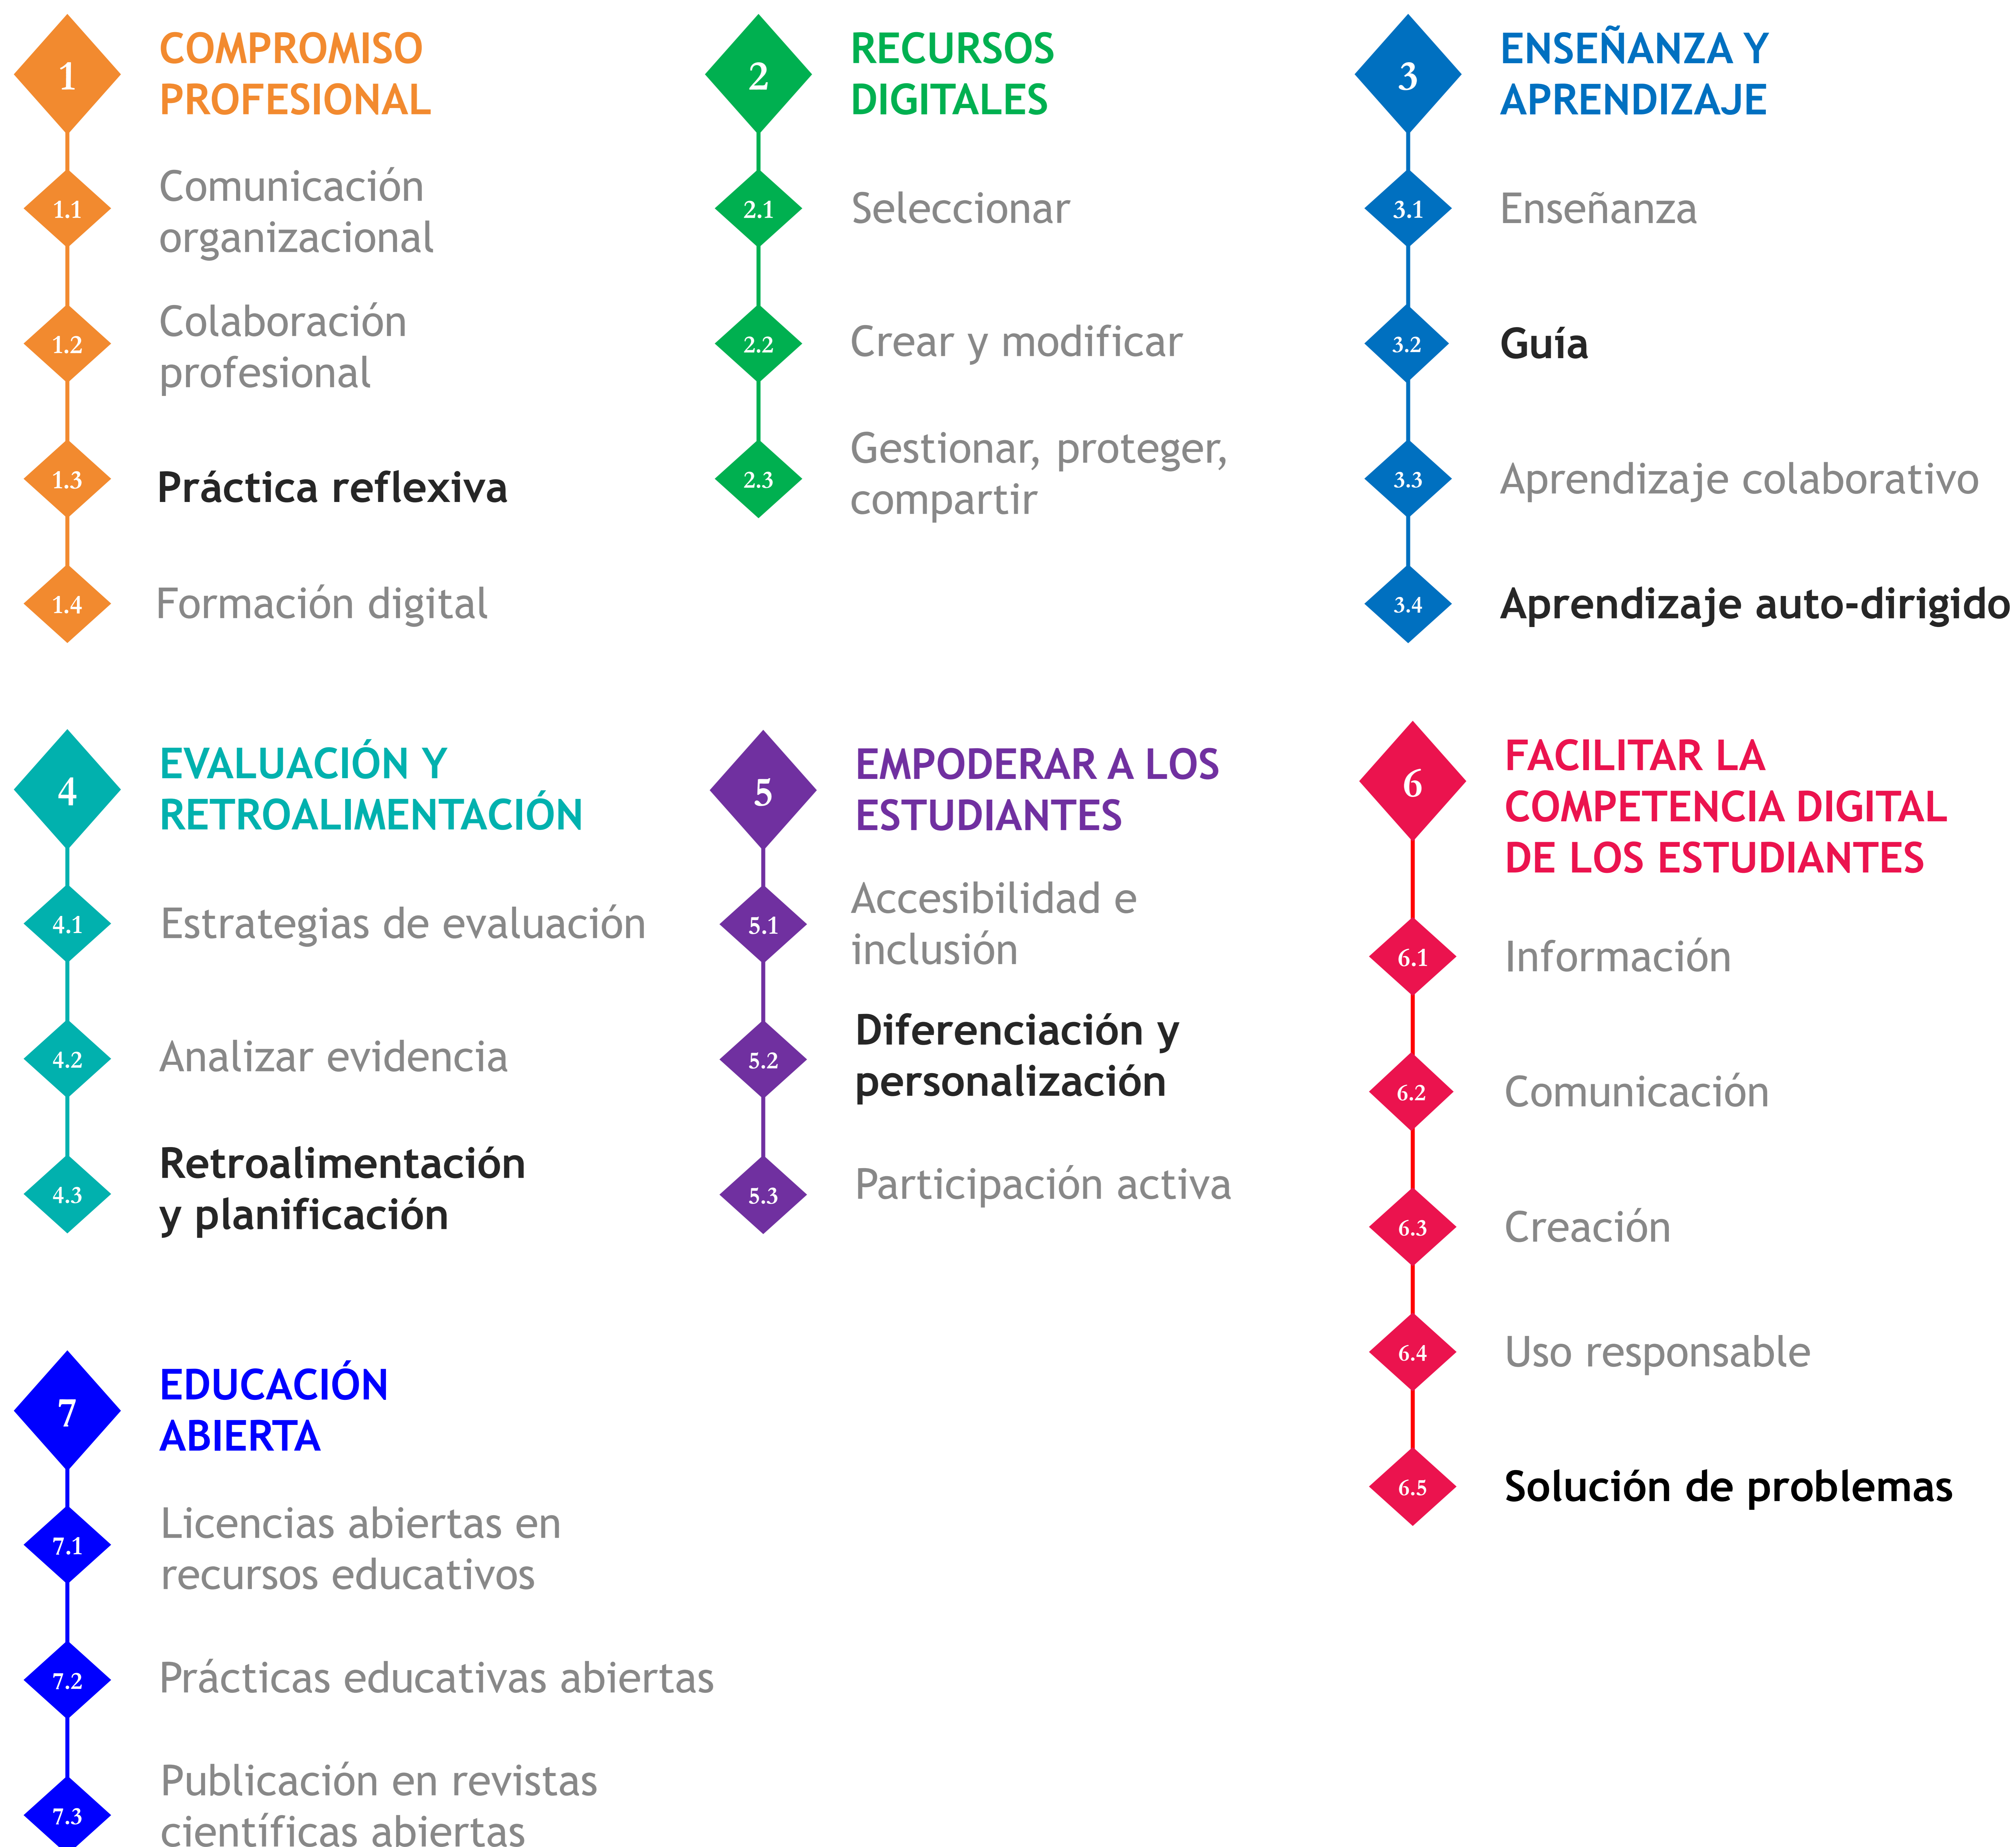 1
COMPROMISO
PROFESIONAL
1.1
Comunicación
organizacional
1.2
Colaboración
profesional
1.3
Práctica reflexiva
1.4
Formación digital
2
RECURSOS
DIGITALES
2.1
Seleccionar
2.2
Crear y modificar
2.3
Gestionar, proteger,
compartir
3
ENSEÑANZA Y
APRENDIZAJE
3.1
Enseñanza
3.2
Guía
3.3
Aprendizaje colaborativo
3.4
Aprendizaje auto-dirigido
4
EVALUACIÓN Y
RETROALIMENTACIÓN
4.1
Estrategias de evaluación
4.2
Analizar evidencia
4.3
Retroalimentación
y planificación
5
EMPODERAR A LOS
ESTUDIANTES
5.1
Accesibilidad e
inclusión
5.2
Diferenciación y
personalización
5.3
Participación activa
6
FACILITAR LA
COMPETENCIA DIGITAL
DE LOS ESTUDIANTES
6.1
Información
6.2
Comunicación
6.3
Creación
6.4
Uso responsable
6.5
Solución de problemas
7
EDUCACIÓN
ABIERTA
7.1
Licencias abiertas en
recursos educativos
7.2
Prácticas educativas abiertas
7.3
Publicación en revistas
científicas abiertas